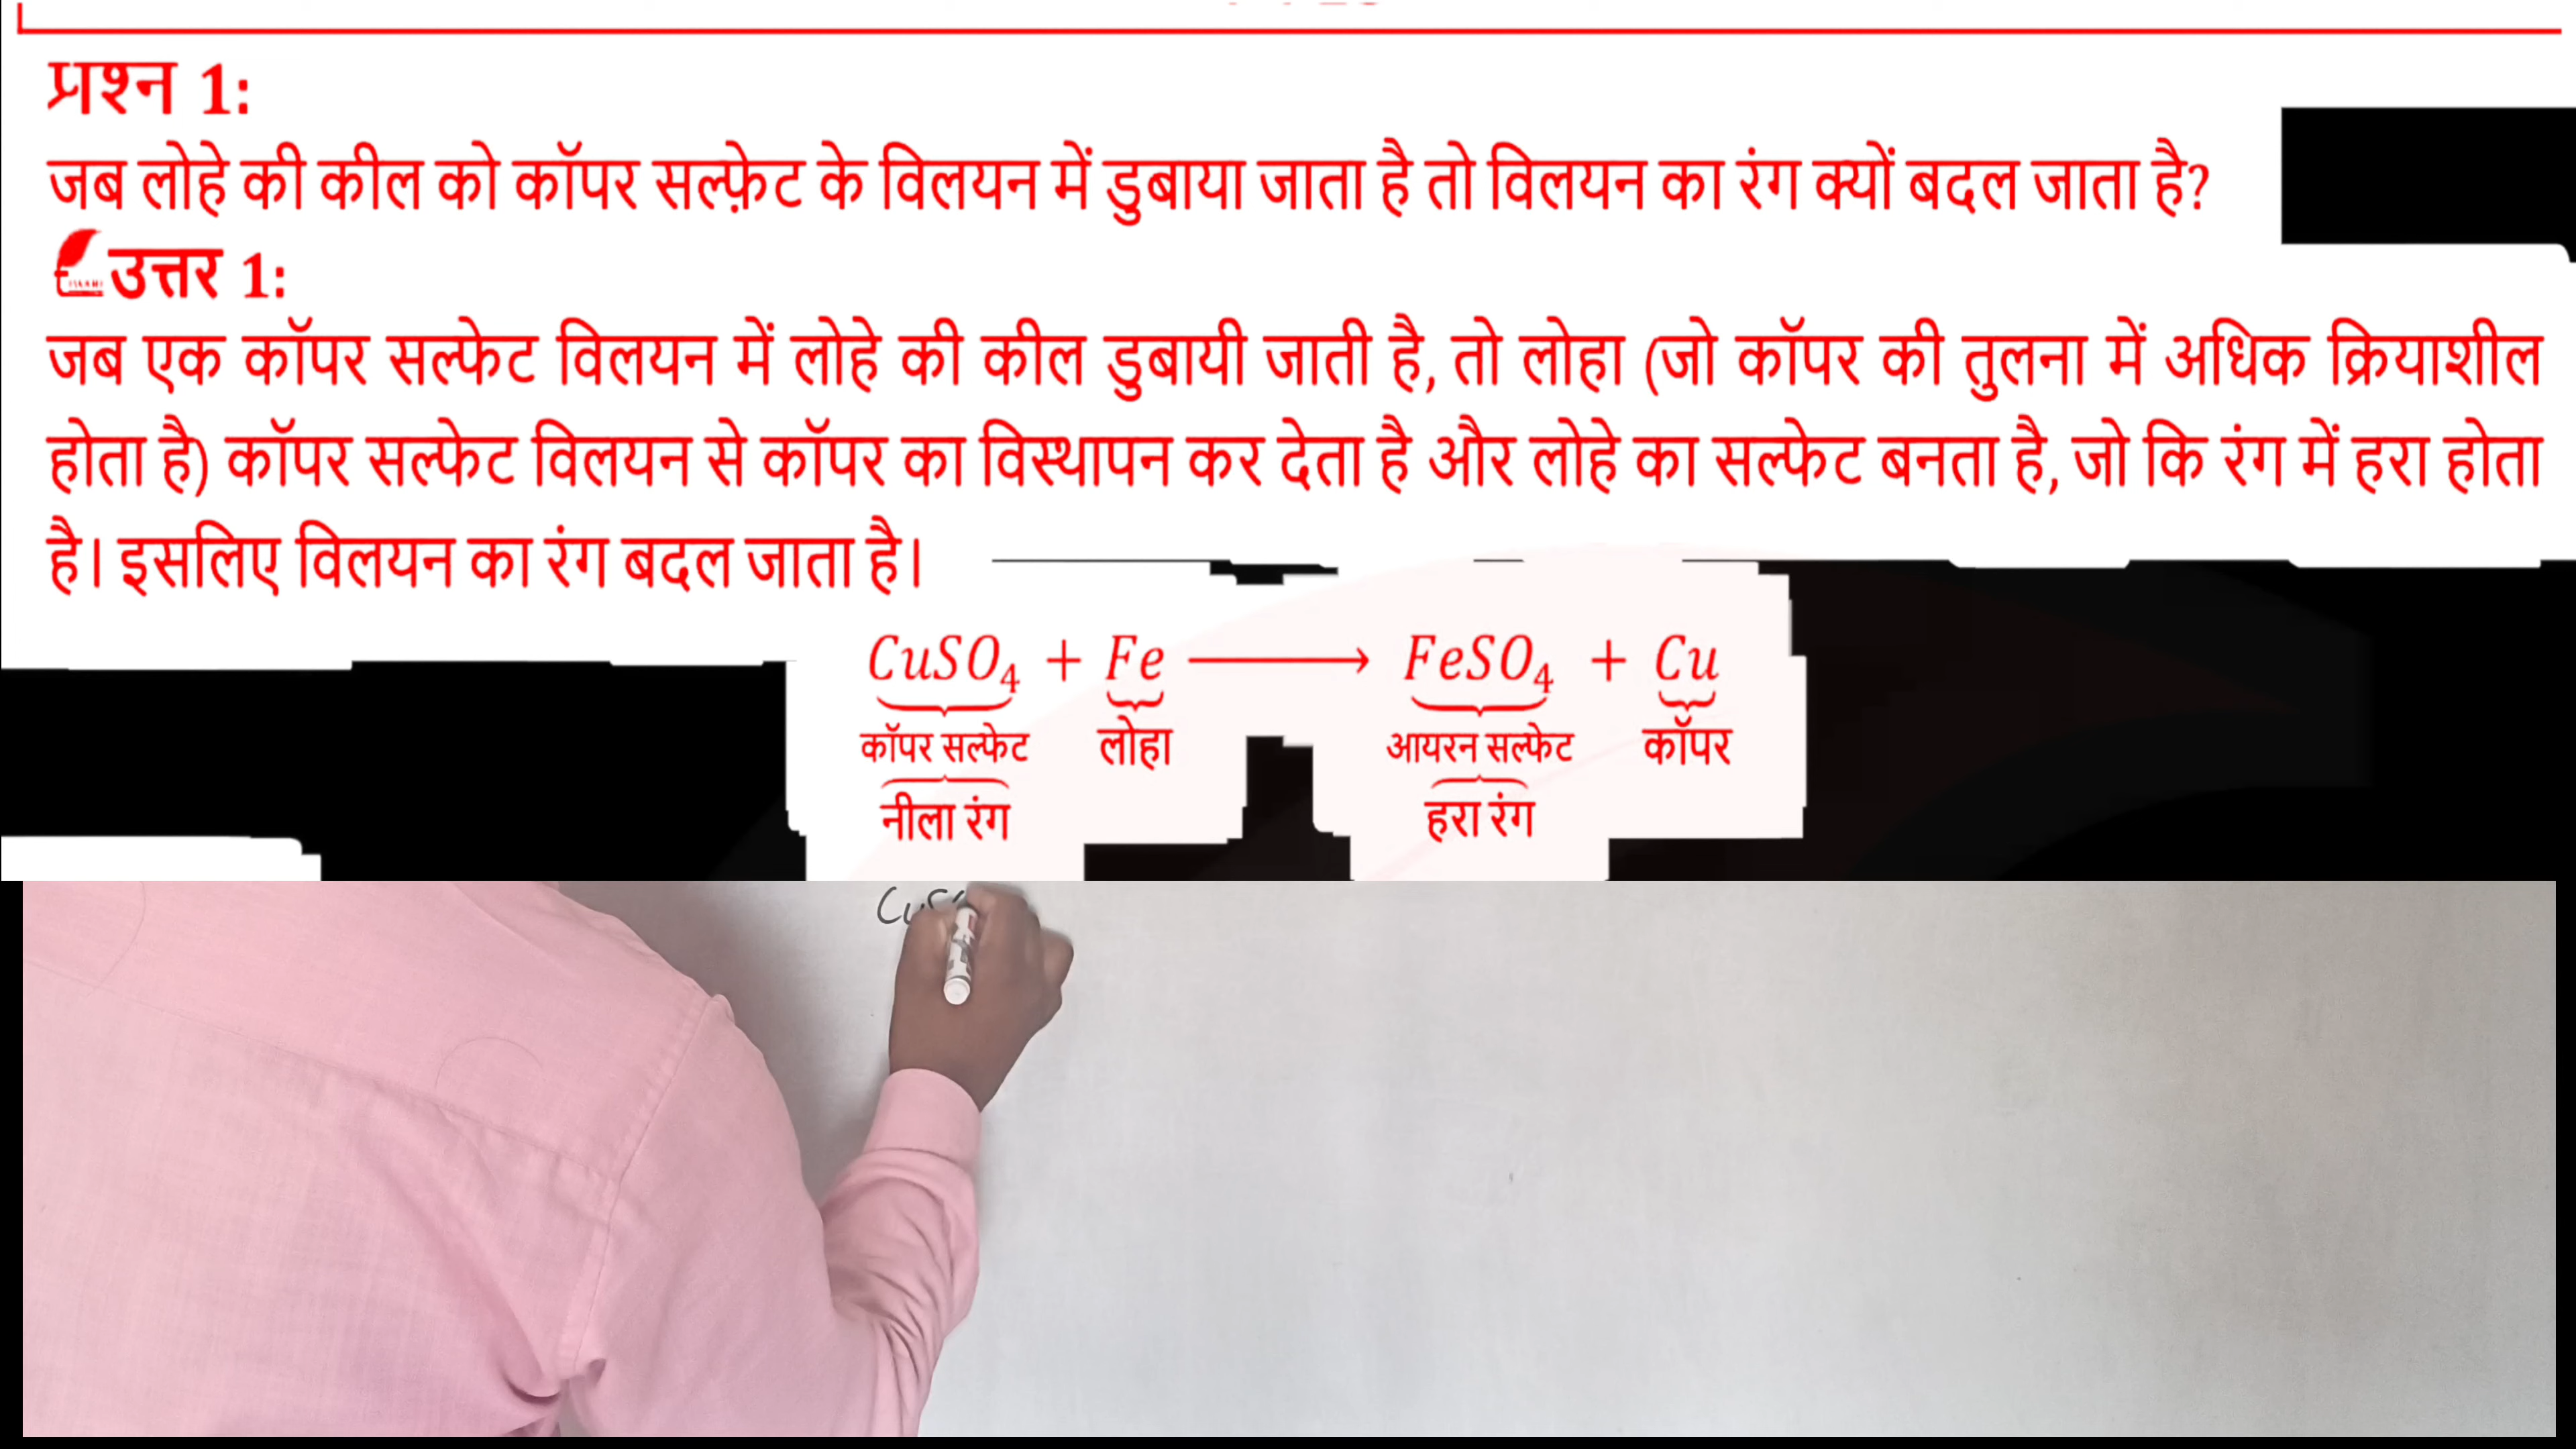 प्रश्न 1:
जब लोहे की कील को कॉपर सल्फ़ेट के विलयन में डुबाया जाता है तो विलयन का रंग क्यों बदल जाता है?
उत्तर 1:
जब एक कॉपर सल्फेट विलयन में लोहे की कील डुबायी जाती है, तो लोहा (जो कॉपर की तुलना में अधिक क्रियाशील
होता है) कॉपर सल्फेट विलयन से कॉपर का विस्थापन कर देता है और लोहे का सल्फेट बनता है, जो कि रंग में हरा होता
है। इसलिए विलयन का रंग बदल जाता है।
CuSO₄ + Fe ⟶ FeSO₄ + Cu
कॉपर सल्फेट लोहा आयरन सल्फेट कॉपर
नीला रंग हरा रंग